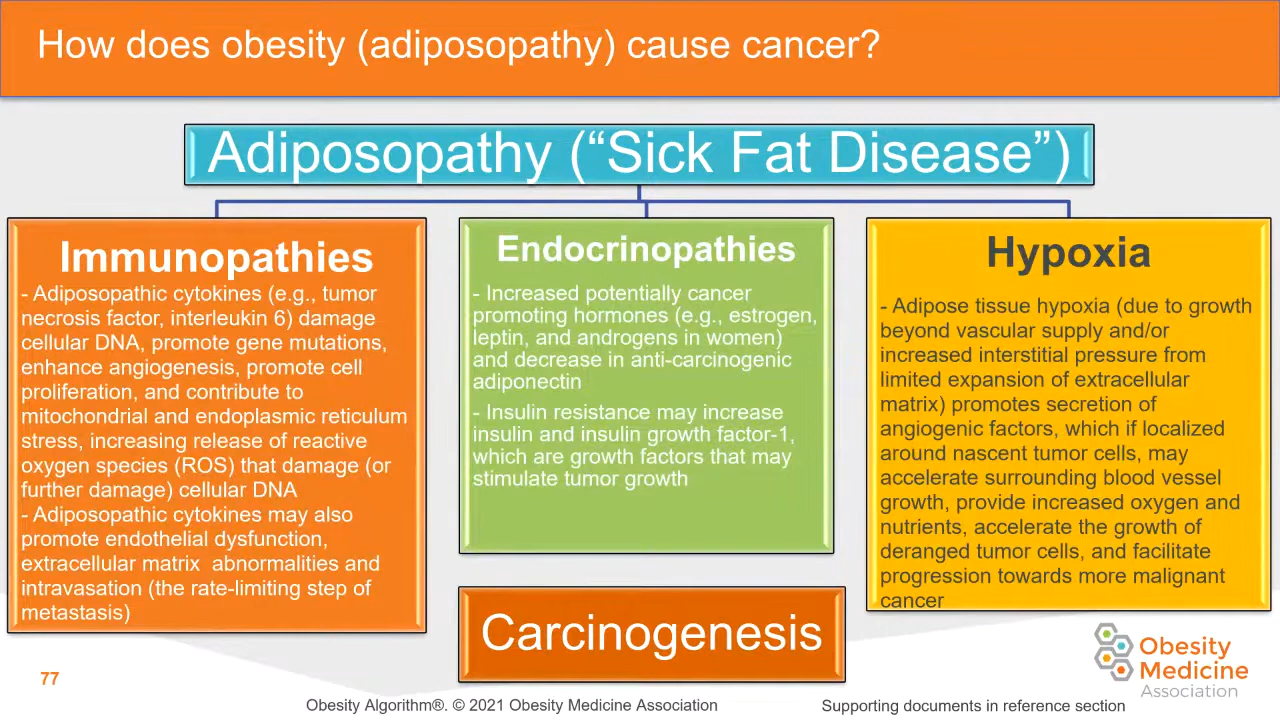 How does obesity (adiposopathy) cause cancer?
Adiposopathy (“Sick Fat Disease”)
Immunopathies
- Adiposopathic cytokines (e.g., tumor
necrosis factor, interleukin 6) damage
cellular DNA, promote gene mutations,
enhance angiogenesis, promote cell
proliferation, and contribute to
mitochondrial and endoplasmic reticulum
stress, increasing release of reactive
oxygen species (ROS) that damage (or
further damage) cellular DNA
- Adiposopathic cytokines may also
promote endothelial dysfunction,
extracellular matrix abnormalities and
intravasation (the rate-limiting step of
metastasis)
Endocrinopathies
- Increased potentially cancer
promoting hormones (e.g., estrogen,
leptin, and androgens in women)
and decrease in anti-carcinogenic
adiponectin
- Insulin resistance may increase
insulin and insulin growth factor-1,
which are growth factors that may
stimulate tumor growth
Hypoxia
- Adipose tissue hypoxia (due to growth
beyond vascular supply and/or
increased interstitial pressure from
limited expansion of extracellular
matrix) promotes secretion of
angiogenic factors, which if localized
around nascent tumor cells, may
accelerate surrounding blood vessel
growth, provide increased oxygen and
nutrients, accelerate the growth of
deranged tumor cells, and facilitate
progression towards more malignant
cancer
Carcinogenesis
Obesity
Medicine
Association
77
Obesity Algorithm®. © 2021 Obesity Medicine Association
Supporting documents in reference section